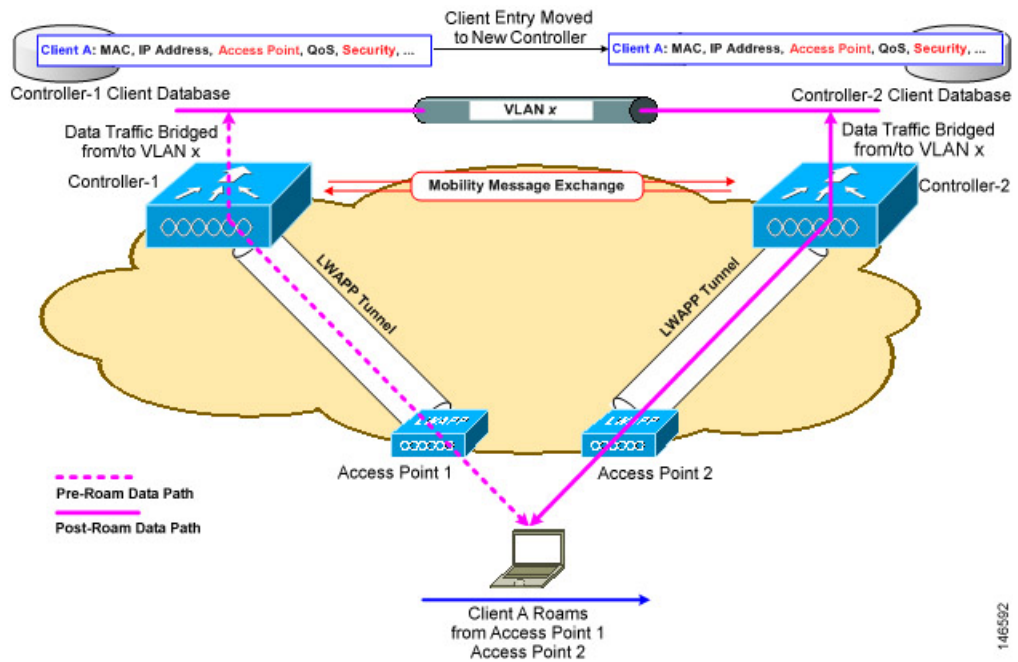 Client Entry Moved
to New Controller
Client A: MAC, IP Address, Access Point, QoS, Security, ...
Client A: MAC, IP Address, Access Point, QoS, Security, ...
Controller-1 Client Database
Controller-2 Client Database
VLAN x
Data Traffic Bridged
from/to VLAN x
Data Traffic Bridged
from/to VLAN x
Controller-1
Mobility Message Exchange
Controller-2
LWAPP Tunnel
LWAPP Tunnel
LWAPP
LWAPP
Access Point 1
Access Point 2
Pre-Roam Data Path
Post-Roam Data Path
Client A Roams
from Access Point 1
Access Point 2
146592